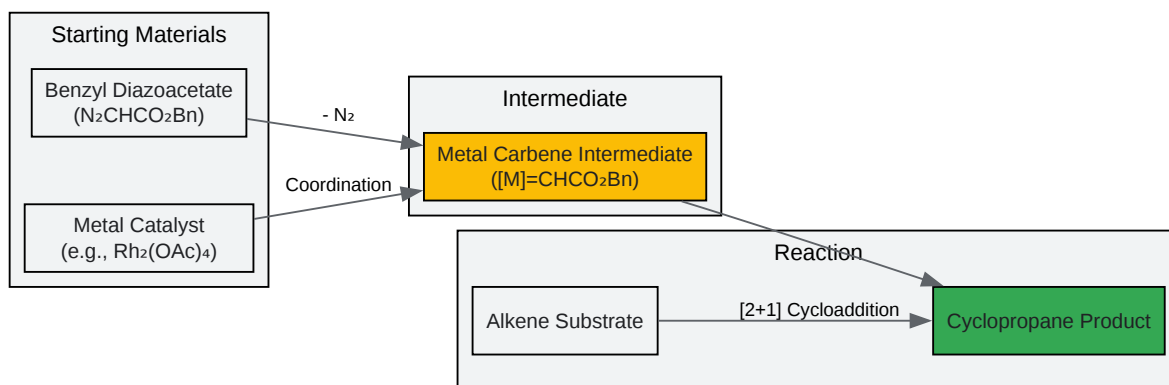 Starting Materials
Benzyl Diazoacetate
(N₂CHCO₂Bn)
- N₂
Intermediate
Metal Carbene Intermediate
([M]=CHCO₂Bn)
Coordination
Metal Catalyst
(e.g., Rh₂(OAc)₄)
Reaction
Alkene Substrate
[2+1] Cycloaddition
Cyclopropane Product